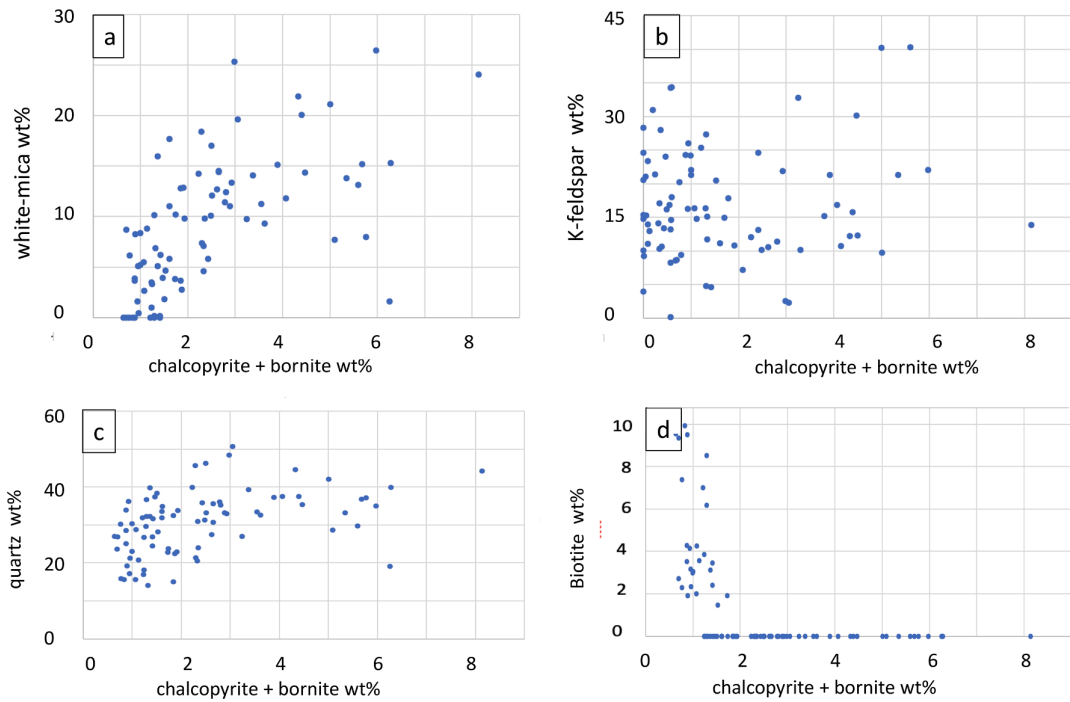 30
a
20
10
0
white-mica wt%
0 2 4 6 8
chalcopyrite + bornite wt%
45
b
30
15
0
K-feldspar wt%
0 2 4 6 8
chalcopyrite + bornite wt%
60
c
40
20
0
quartz wt%
0 2 4 6 8
chalcopyrite + bornite wt%
10
d
8
6
4
2
0
Biotite wt%
0 2 4 6 8
chalcopyrite + bornite wt%